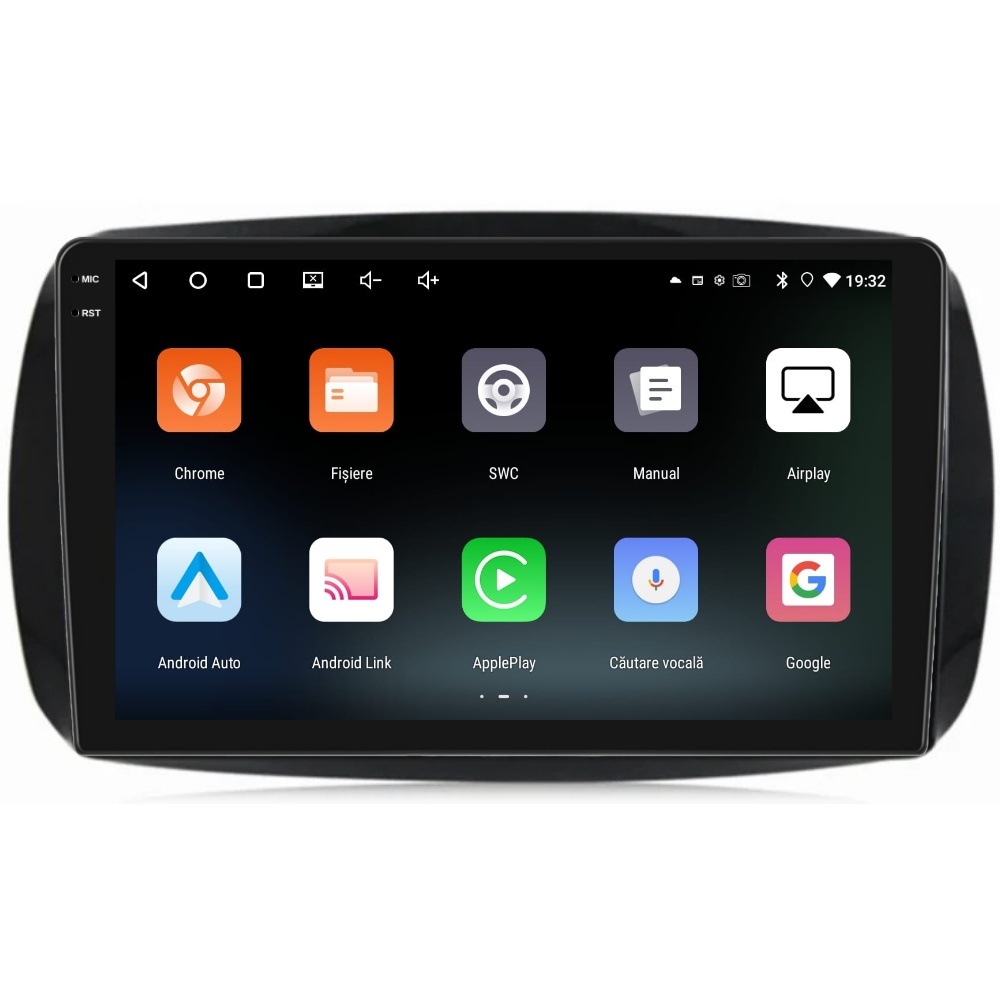 MIC
19:32
RST
Chrome
Fișiere
SWC
Manual
Airplay
Android Auto
Android Link
ApplePlay
Căutare vocală
Google